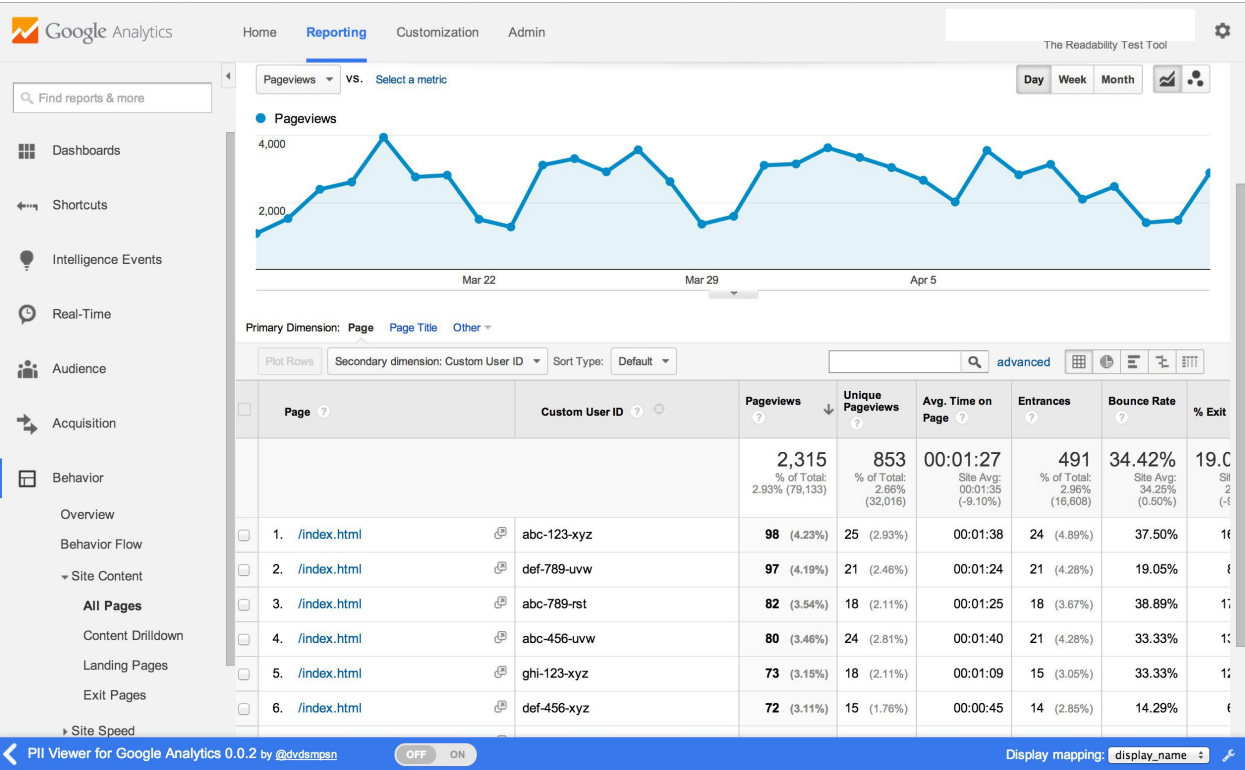 Google Analytics
Home Reporting Customization Admin
The Readability Test Tool
Find reports & more
Dashboards
Shortcuts
Intelligence Events
Real-Time
Audience
Acquisition
Behavior
Overview
Behavior Flow
Site Content
All Pages
Content Drilldown
Landing Pages
Exit Pages
Site Speed
Pageviews VS. Select a metric
Day Week Month
Pageviews
4,000
2,000
Mar 22 Mar 29 Apr 5
Primary Dimension: Page Page Title Other
Plot Rows Secondary dimension: Custom User ID Sort Type: Default advanced
Page ? Custom User ID ? Pageviews ? Unique Pageviews ? Avg. Time on Page ? Entrances ? Bounce Rate ? % Exit
2,315 853 00:01:27 491 34.42% 19.0
% of Total: % of Total: Site Avg: % of Total: Site Avg:
2.93% (79,133) 2.66% 00:01:35 2.96% 34.25%
(32,016) (-9.10%) (16,608) (0.50%)
1. /index.html abc-123-xyz 98 (4.23%) 25 (2.93%) 00:01:38 24 (4.89%) 37.50%
2. /index.html def-789-uvw 97 (4.19%) 21 (2.46%) 00:01:24 21 (4.28%) 19.05%
3. /index.html abc-789-rst 82 (3.54%) 18 (2.11%) 00:01:25 18 (3.67%) 38.89%
4. /index.html abc-456-uvw 80 (3.46%) 24 (2.81%) 00:01:40 21 (4.28%) 33.33%
5. /index.html ghi-123-xyz 73 (3.15%) 18 (2.11%) 00:01:09 15 (3.05%) 33.33%
6. /index.html def-456-xyz 72 (3.11%) 15 (1.76%) 00:00:45 14 (2.85%) 14.29%
PII Viewer for Google Analytics 0.0.2 by @dvdsmpsn OFF ON Display mapping: display_name